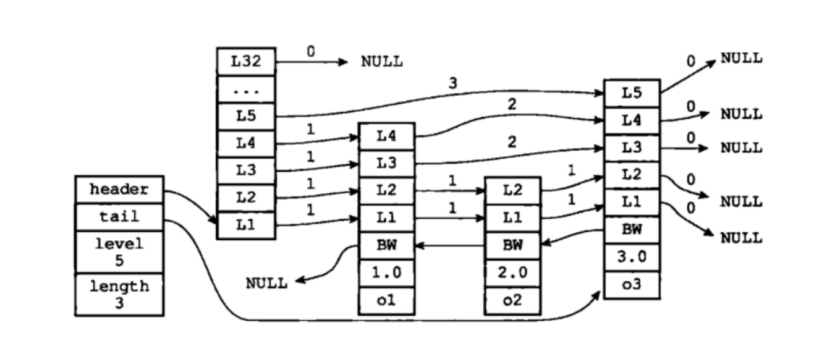 L32
0
NULL
...
L5
3
L4
1
L3
1
L2
1
L1
1
header
tail
level
5
length
3
L4
2
L3
2
L2
1
L1
1
BW
1.0
o1
NULL
L2
1
L1
1
BW
2.0
o2
L5
0
NULL
L4
0
NULL
L3
0
NULL
L2
0
NULL
L1
0
NULL
BW
3.0
o3